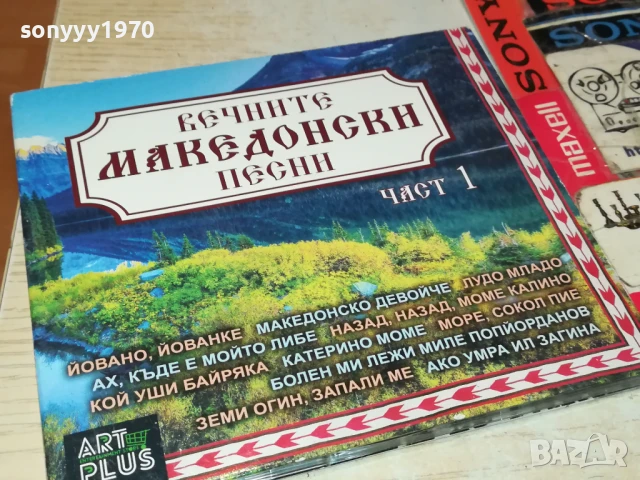 sonyyy1970
ВЕЧНИТЕ
МАКЕДОНСКИ
ПЕСНИ
ЧАСТ 1
ЙОВАНО, ЙОВАНКЕ МАКЕДОНСКО ДЕВОЙЧЕ ЛУДО МЛАДО
АХ, КЪДЕ Е МОЙТО ЛИБЕ НАЗАД, НАЗАД, МОМЕ КАЛИНО
КОЙ УШИ БАЙРЯКА КАТЕРИНО МОМЕ МОРЕ, СОКОЛ ПИЕ
БОЛЕН МИ ЛЕЖИ МИЛЕ ПОПЙОРДАНОВ
ЗЕМИ ОГИН, ЗАПАЛИ МЕ АКО УМРА ИЛ ЗАГИНА
ART
PLUS
SONY
maxell
BAZAR